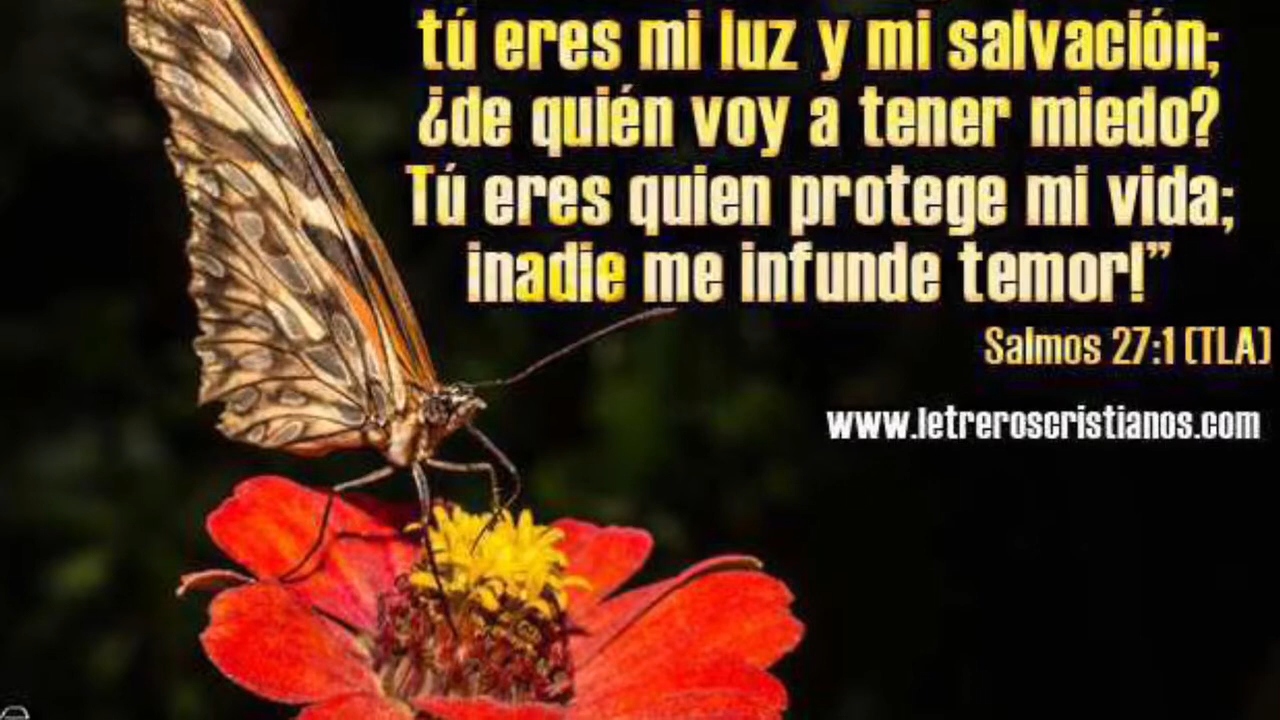 tú eres mi luz y mi salvación;
¿de quién voy a tener miedo?
Tú eres quien protege mi vida;
¡nadie me infunde temor!”
Salmos 27:1 (TLA)
www.letreroscristianos.com